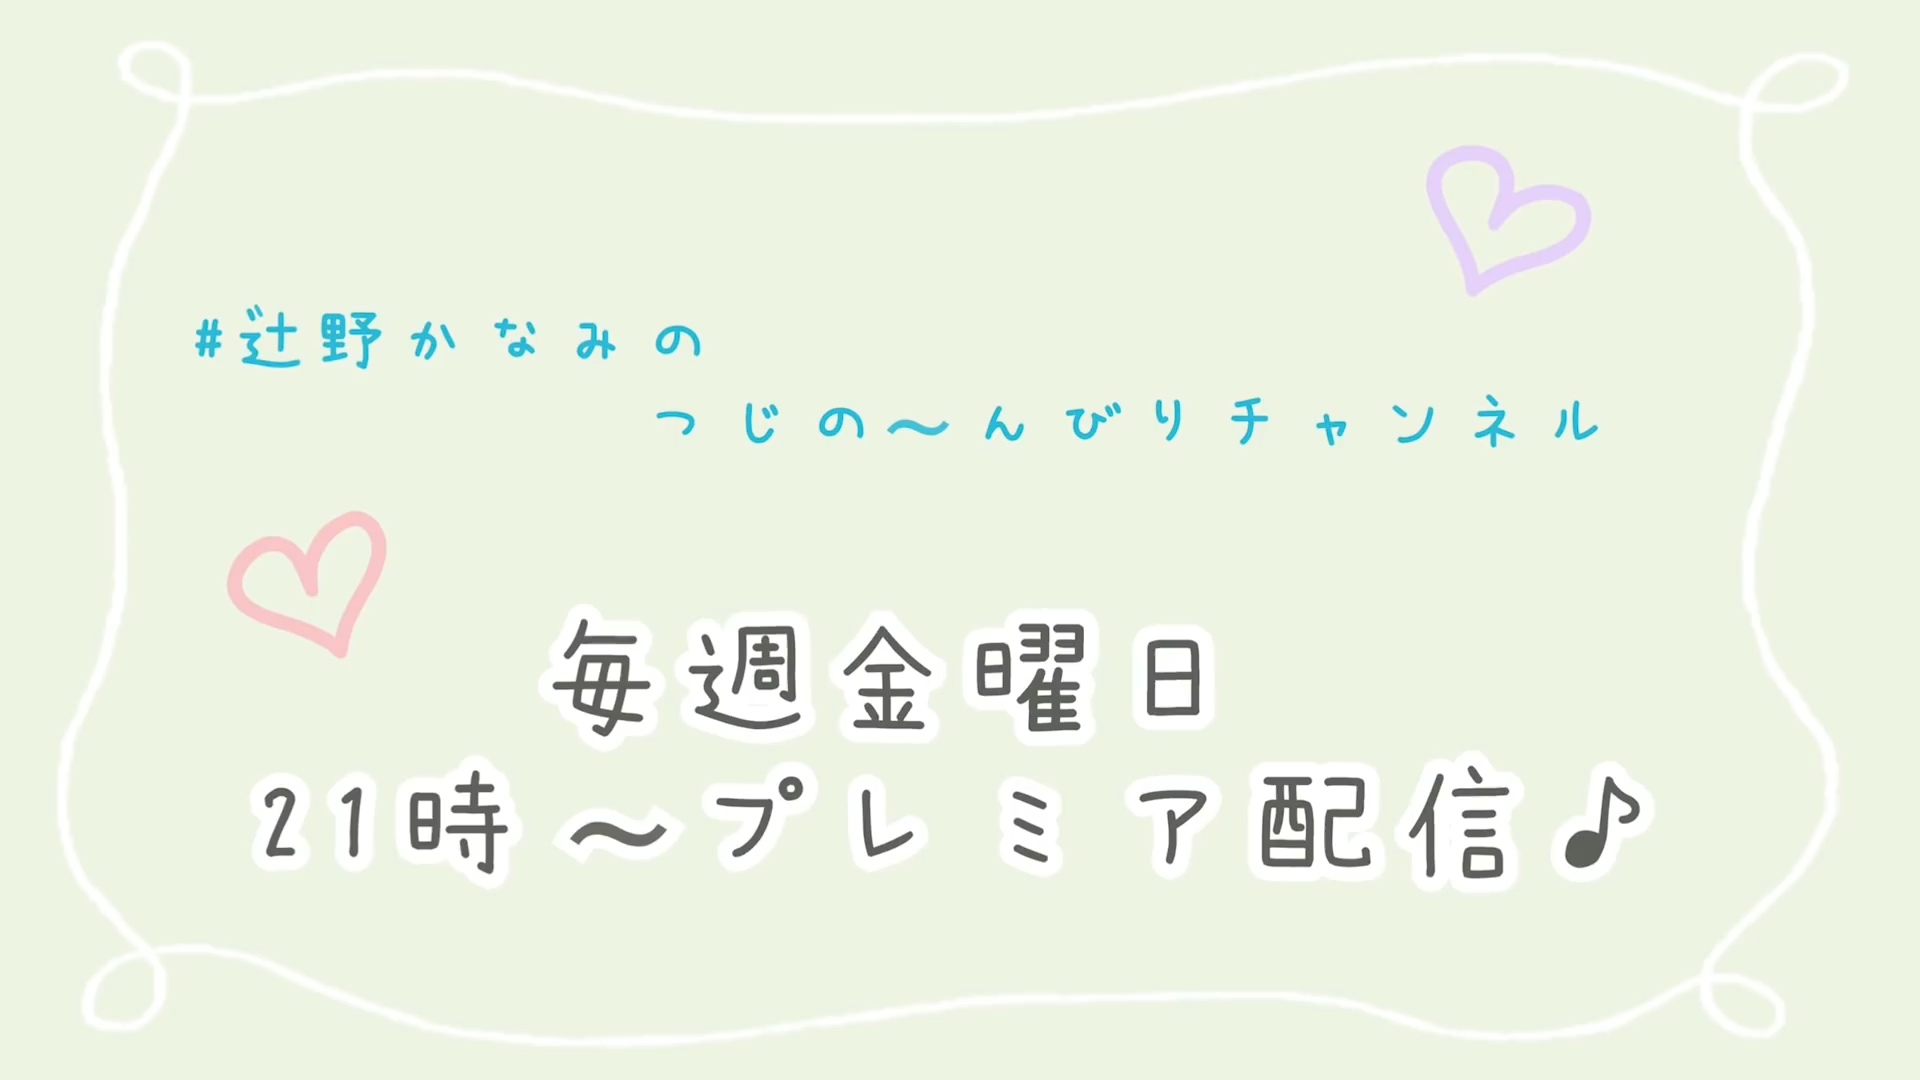 #辻野かなみの
つじの〜んびりチャンネル
毎週金曜日
21時〜プレミア配信♪